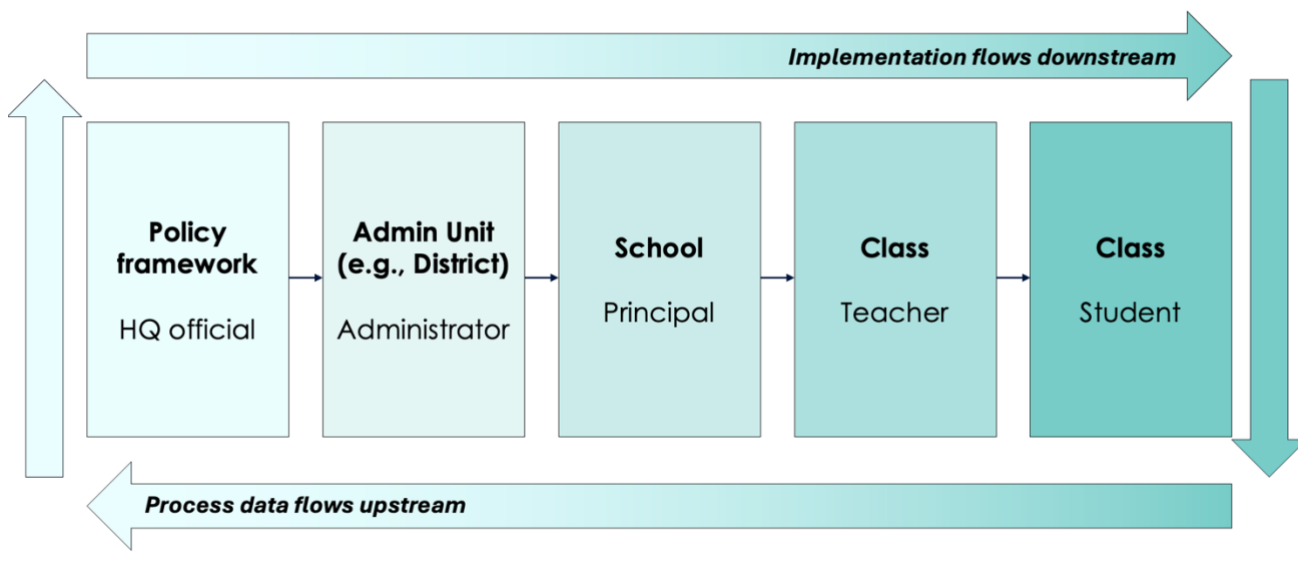 Implementation flows downstream
Policy
framework
HQ official
Admin Unit
(e.g., District)
Administrator
School
Principal
Class
Teacher
Class
Student
Process data flows upstream